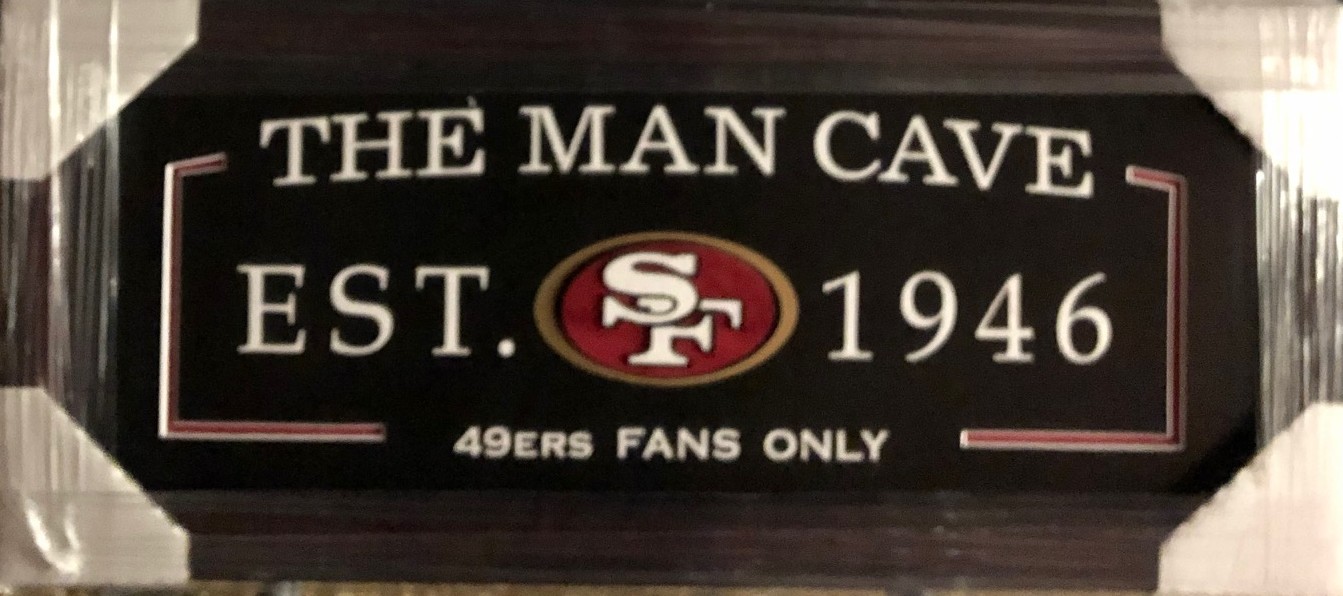 THE MAN CAVE
EST. SF 1946
49ERS FANS ONLY